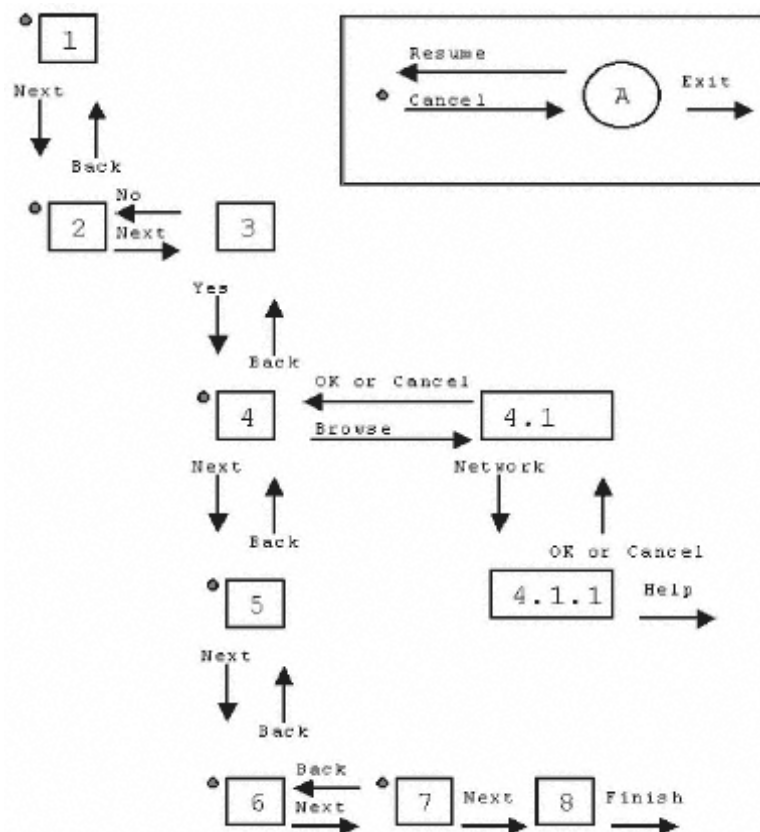 1
Resume
Cancel
A
Exit
Next
Back
No
2
Next
3
Yes
Back
OK or Cancel
4
Browse
4.1
Next
Back
Network
OK or Cancel
4.1.1
Help
5
Next
Back
6
Back
Next
7
Next
8
Finish